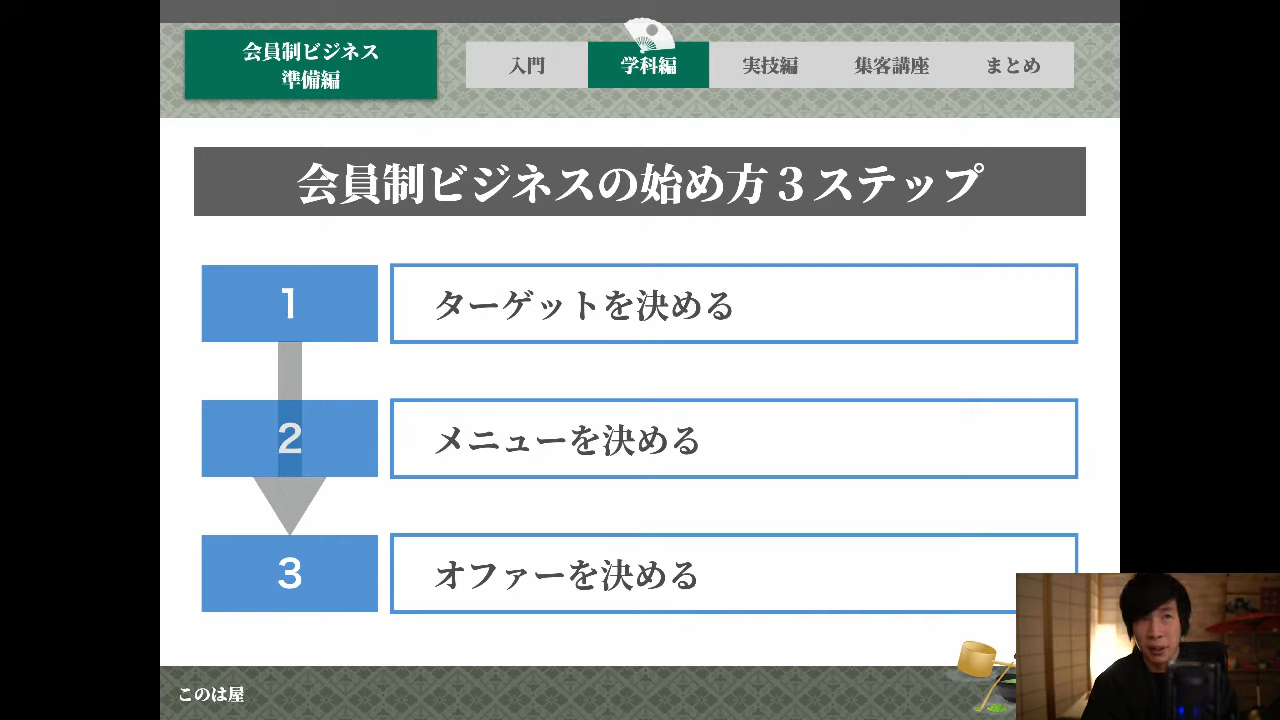 会員制ビジネス
準備編
入門
学科編
実技編
集客講座
まとめ
会員制ビジネスの始め方３ステップ
1
ターゲットを決める
2
メニューを決める
3
オファーを決める
このは屋